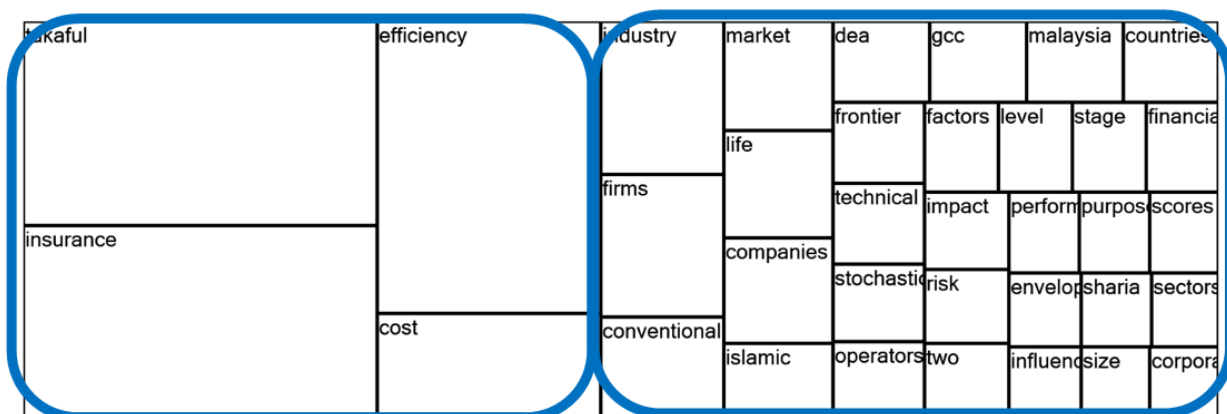 takaful
efficiency
industry
market
dea
gcc
malaysia
countries
frontier
factors
level
stage
financia
life
firms
technical
impact
perform
purpose
scores
insurance
companies
stochastic
risk
envelop
sharia
sectors
cost
conventional
islamic
operators
two
influenc
size
corpora